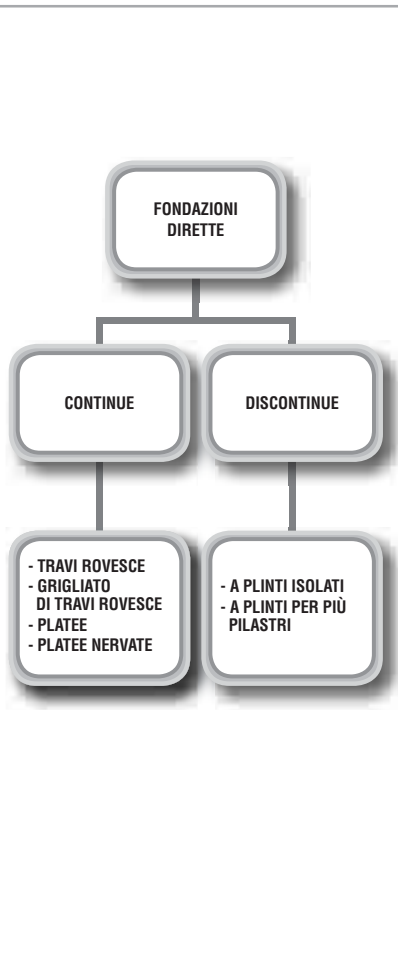 FONDAZIONI
DIRETTE
CONTINUE
DISCONTINUE
- TRAVI ROVESCE
- GRIGLIATO
DI TRAVI ROVESCE
- PLATEE
- PLATEE NERVATE
- A PLINTI ISOLATI
- A PLINTI PER PIÙ
PILASTRI